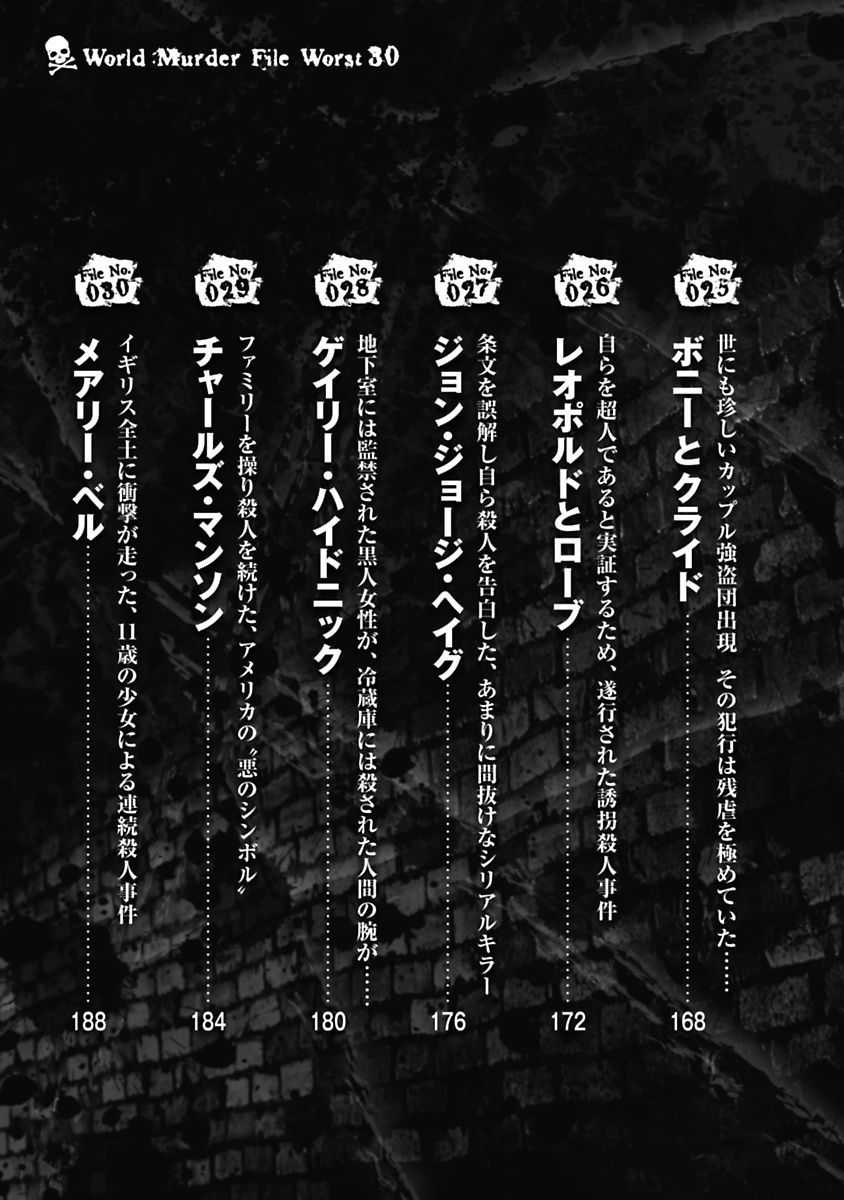 World Murder File Worst 30
File No. 025
世にも珍しいカップル強盗団出現　その犯行は残虐を極めていた……
ボニーとクライド
168
File No. 026
自らを超人であると実証するため、遂行された誘拐殺人事件
レオポルドとローブ
172
File No. 027
条文を誤解し自ら殺人を告白した、あまりに間抜けなシリアルキラー
ジョン・ジョージ・ヘイグ
176
File No. 028
地下室には監禁された黒人女性が、冷蔵庫には殺された人間の腕が……
ゲイリー・ハイドニック
180
File No. 029
ファミリーを操り殺人を続けた、アメリカの〝悪のシンボル〟
チャールズ・マンソン
184
File No. 030
イギリス全土に衝撃が走った、11歳の少女による連続殺人事件
メアリー・ベル
188